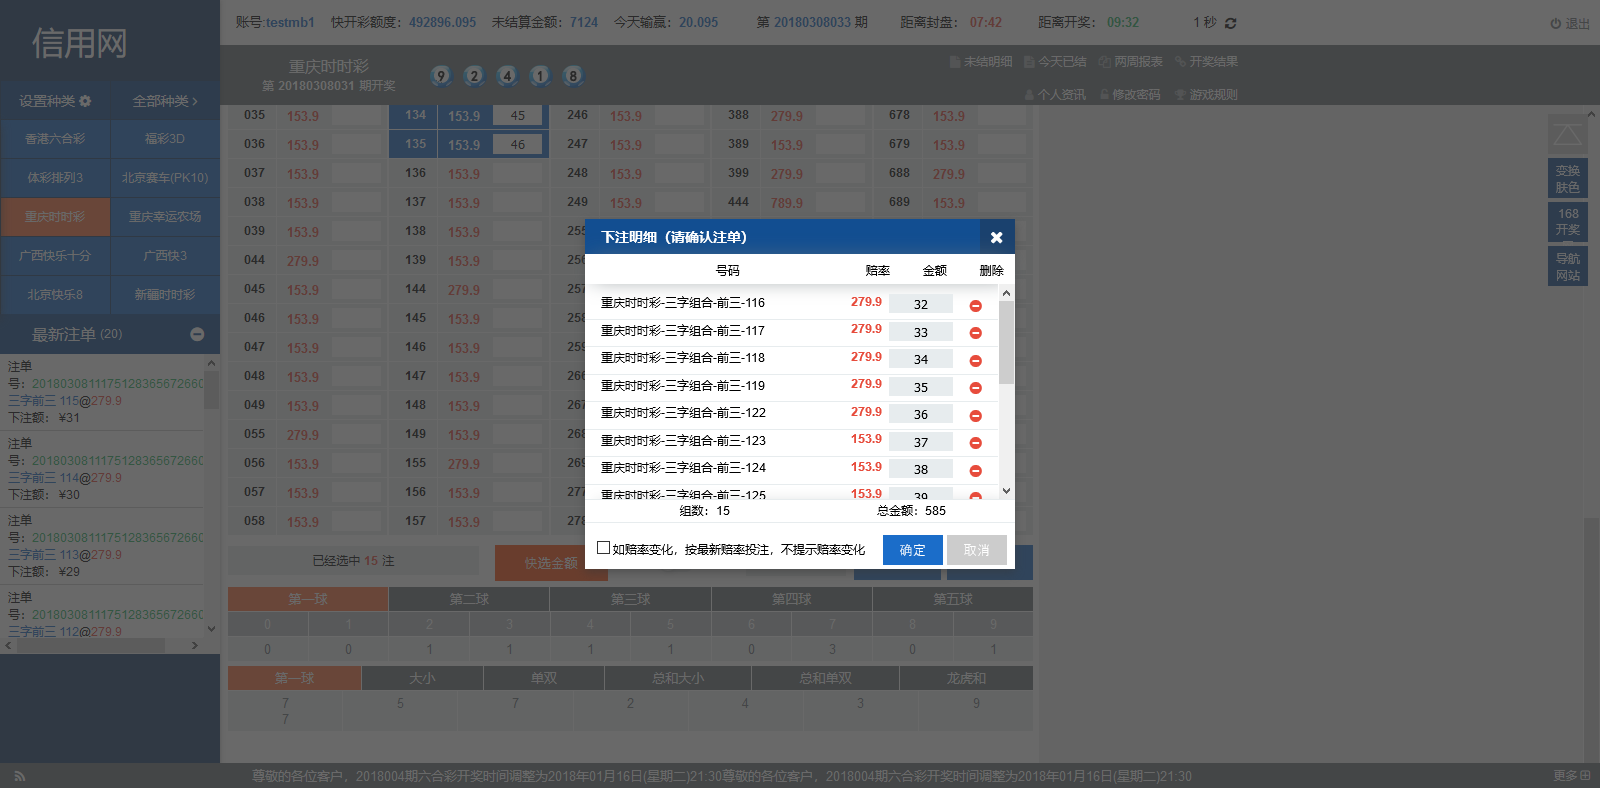 账号:testmb1 快开彩额度：492896.095 未结算金额：7124 今天输赢：20.095 第 20180308033 期 距离封盘：07:42 距离开奖：09:32 1 秒 退出
信用网
重庆时时彩
第 20180308031 期开奖
9 2 4 1 8
未结明细 今天已结 两周报表 开奖结果
个人资讯 修改密码 游戏规则
设置种类 全部种类
香港六合彩 福彩3D
体彩排列3 北京赛车(PK10)
重庆时时彩 重庆幸运农场
广西快乐十分 广西快3
北京快乐8 新疆时时彩
最新注单 (20)
注单
号：2018030811175128365672660
三字前三 115@279.9
下注额： ¥31
注单
号：2018030811175128365672660
三字前三 114@279.9
下注额： ¥30
注单
号：2018030811175128365672660
三字前三 113@279.9
下注额： ¥29
注单
号：2018030811175128365672660
三字前三 112@279.9
035 153.9 134 153.9 45 246 153.9 388 279.9 678 153.9
036 153.9 135 153.9 46 247 153.9 389 153.9 679 153.9
037 153.9 136 153.9 248 153.9 399 279.9 688 279.9
038 153.9 137 153.9 249 153.9 444 789.9 689 153.9
039 153.9 138 153.9 255
044 279.9 139 153.9 256
045 153.9 144 279.9 257
046 153.9 145 153.9 258
047 153.9 146 153.9 259
048 153.9 147 153.9 266
049 153.9 148 153.9 267
055 279.9 149 153.9 268
056 153.9 155 279.9 269
057 153.9 156 153.9 277
058 153.9 157 153.9 278
变换
肤色
168
开奖
导航
网站
下注明细（请确认注单）
号码 赔率 金额 删除
重庆时时彩-三字组合-前三-116 279.9 32
重庆时时彩-三字组合-前三-117 279.9 33
重庆时时彩-三字组合-前三-118 279.9 34
重庆时时彩-三字组合-前三-119 279.9 35
重庆时时彩-三字组合-前三-122 279.9 36
重庆时时彩-三字组合-前三-123 153.9 37
重庆时时彩-三字组合-前三-124 153.9 38
重庆时时彩-三字组合-前三-125 153.9 39
组数：15 总金额：585
如赔率变化，按最新赔率投注，不提示赔率变化 确定 取消
已经选中 15 注 快选金额
第一球 第二球 第三球 第四球 第五球
0 1 2 3 4 5 6 7 8 9
0 0 1 1 1 1 0 3 0 1
第一球 大小 单双 总和大小 总和单双 龙虎和
7 5 7 2 4 3 9
7
尊敬的各位客户，2018004期六合彩开奖时间调整为2018年01月16日(星期二)21:30尊敬的各位客户，2018004期六合彩开奖时间调整为2018年01月16日(星期二)21:30 更多